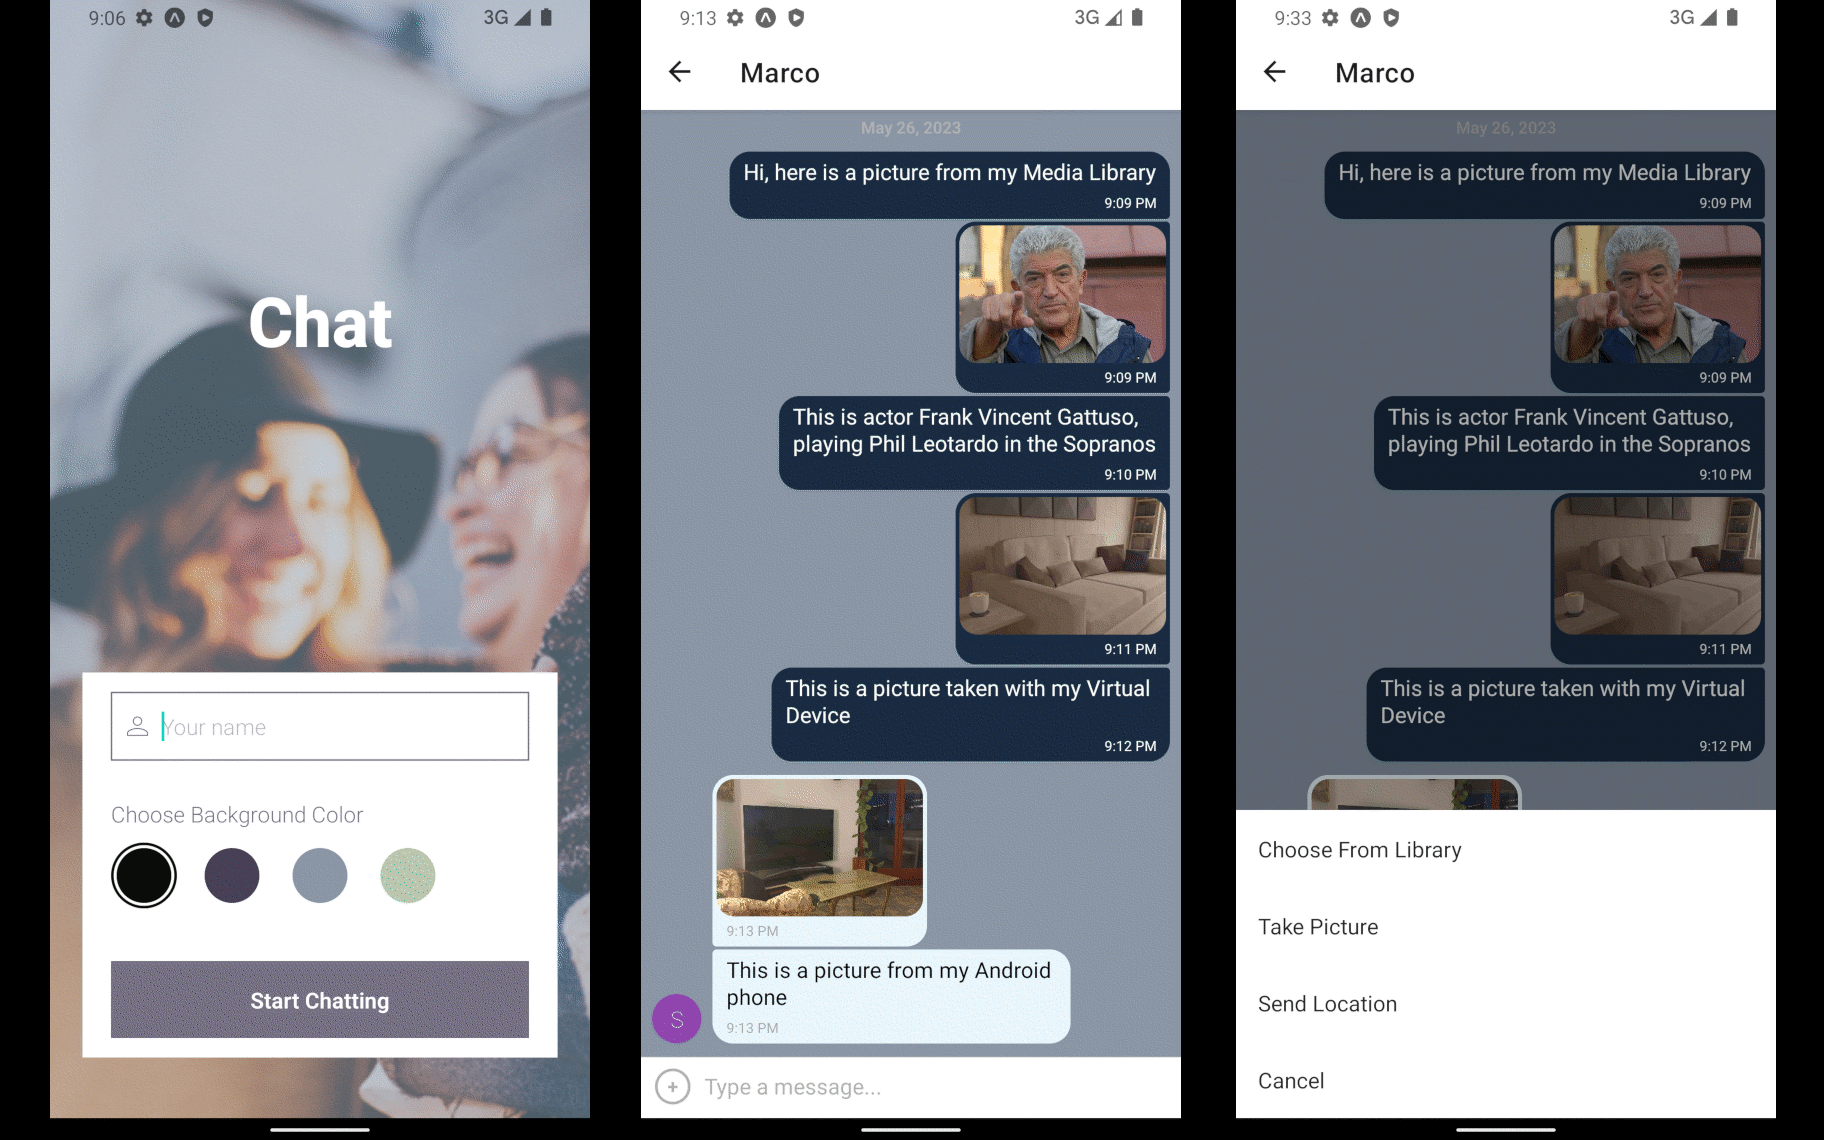 9:06
3G
Chat
Your name
Choose Background Color
Start Chatting
9:13
3G
Marco
May 26, 2023
Hi, here is a picture from my Media Library
9:09 PM
9:09 PM
This is actor Frank Vincent Gattuso,
playing Phil Leotardo in the Sopranos
9:10 PM
9:11 PM
This is a picture taken with my Virtual
Device
9:12 PM
9:13 PM
This is a picture from my Android
phone
9:13 PM
S
Type a message...
9:33
3G
Marco
May 26, 2023
Hi, here is a picture from my Media Library
9:09 PM
9:09 PM
This is actor Frank Vincent Gattuso,
playing Phil Leotardo in the Sopranos
9:10 PM
9:11 PM
This is a picture taken with my Virtual
Device
9:12 PM
Choose From Library
Take Picture
Send Location
Cancel